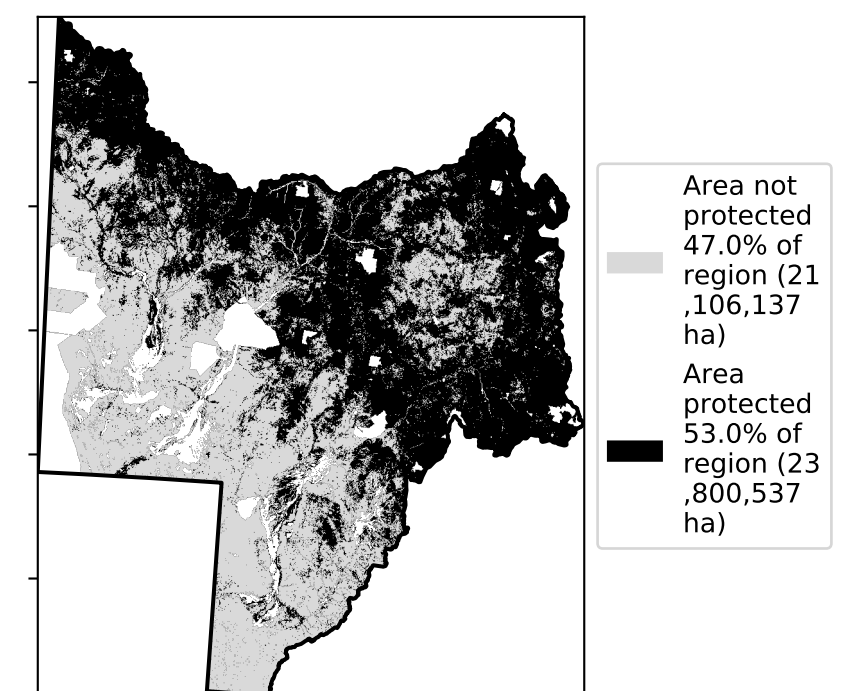 Area not
protected
47.0% of
region (21
,106,137
ha)
Area
protected
53.0% of
region (23
,800,537
ha)